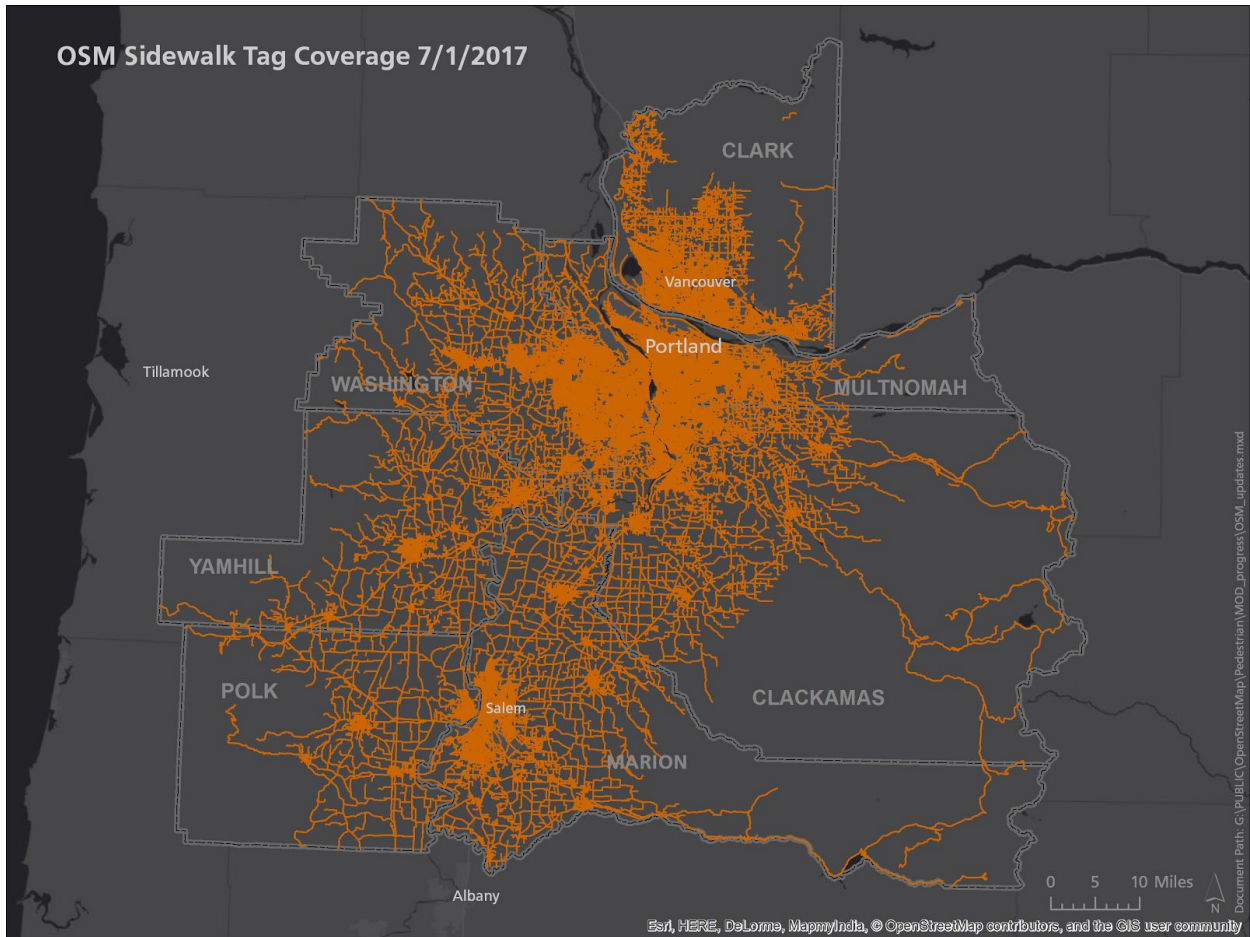 OSM Sidewalk Tag Coverage 7/1/2017
CLARK
Vancouver
Portland
Tillamook
WASHINGTON
MULTNOMAH
YAMHILL
POLK
CLACKAMAS
Salem
MARION
Albany
0 5 10 Miles
N
Esri, HERE, DeLorme, MapmyIndia, © OpenStreetMap contributors, and the GIS user community
Document Path: G:\PUBLIC\OpenStreetMap\Pedestrian\MOD_progress\OSM_updates.mxd